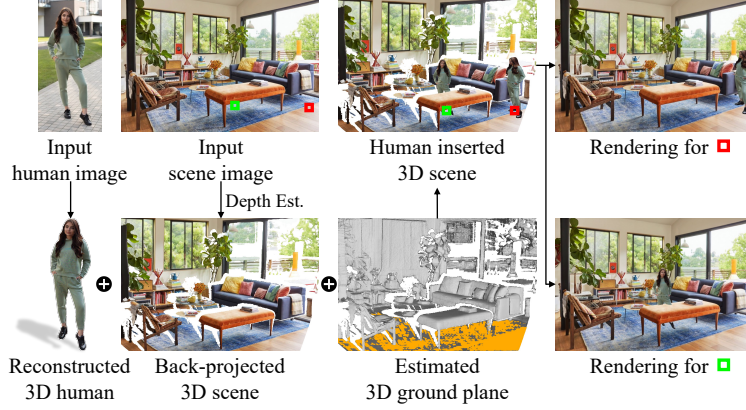 Input
human image
Input
scene image
Human inserted
3D scene
Rendering for
Depth Est.
Reconstructed
3D human
Back-projected
3D scene
Estimated
3D ground plane
Rendering for